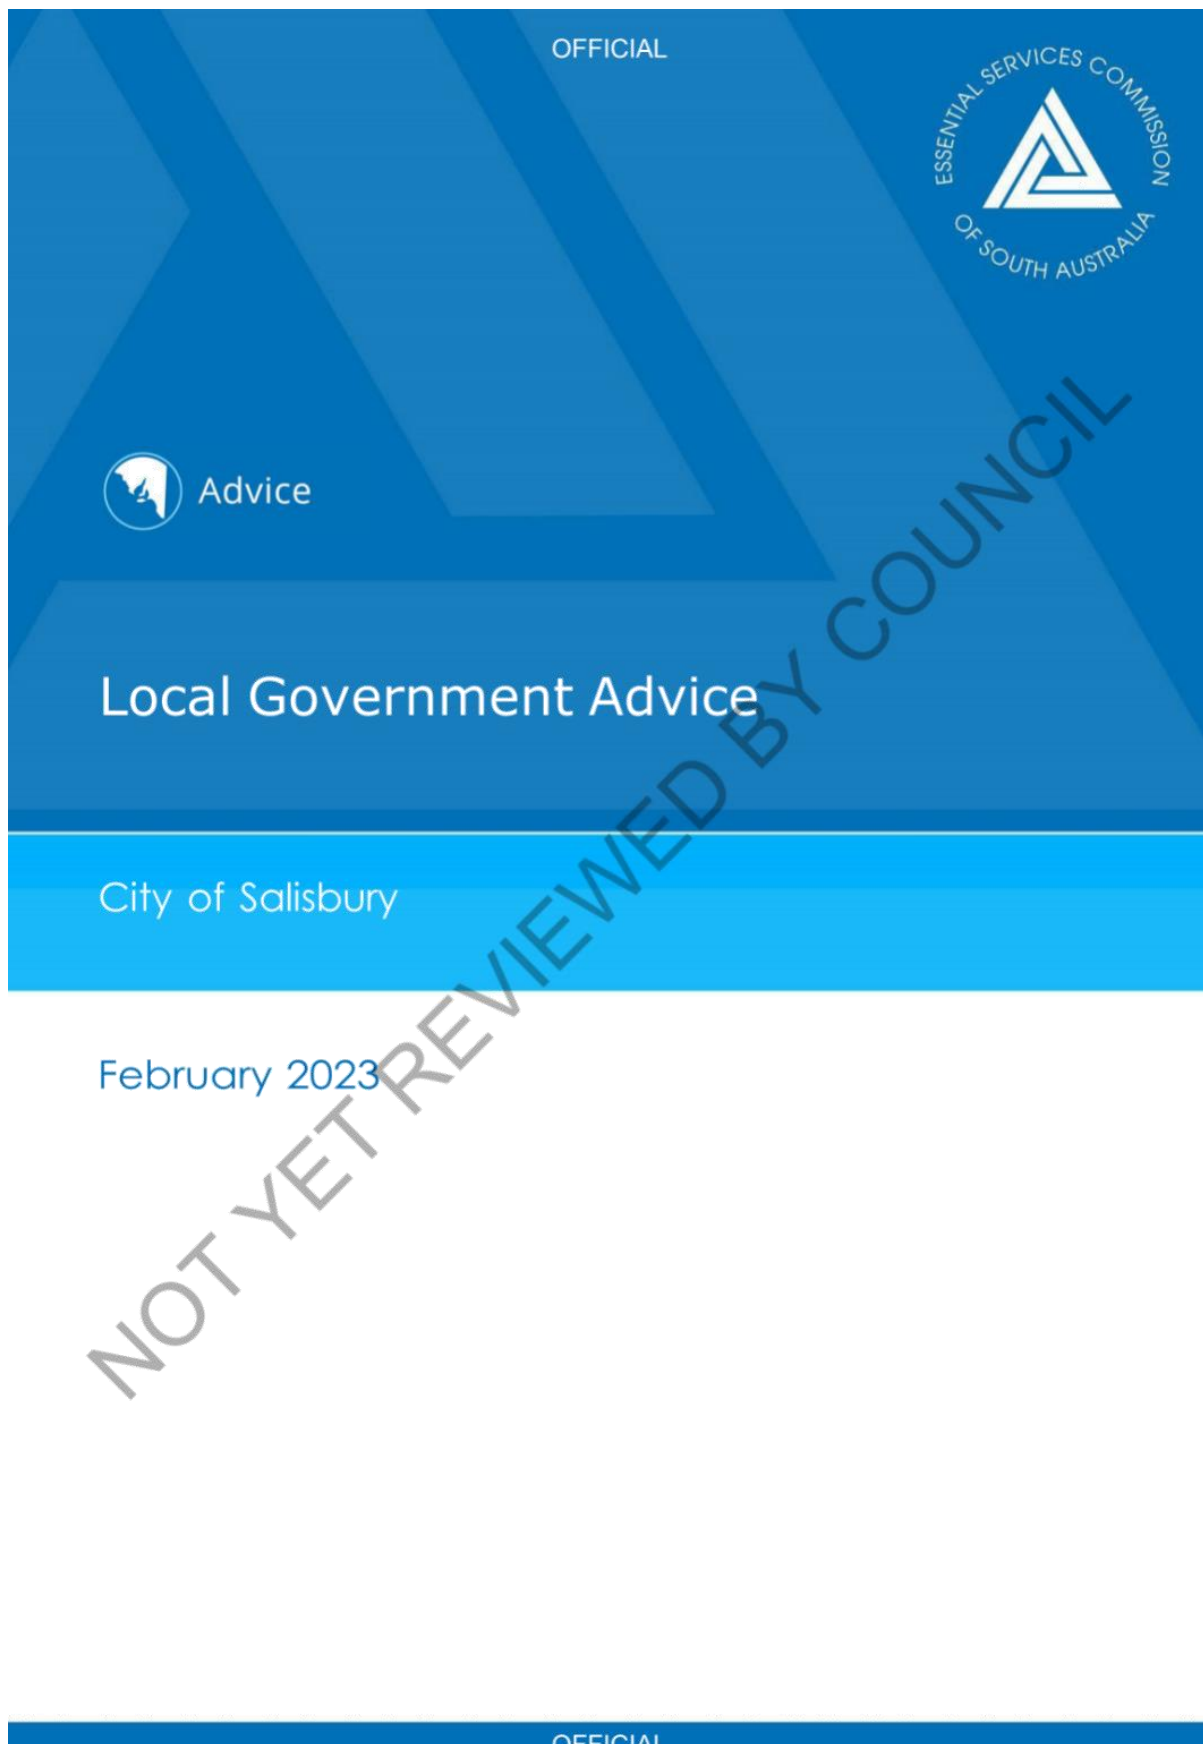 OFFICIAL
ESSENTIAL SERVICES COMMISSION
OF SOUTH AUSTRALIA
Advice
Local Government Advice
City of Salisbury
February 2023
NOT YET REVIEWED BY COUNCIL
OFFICIAL